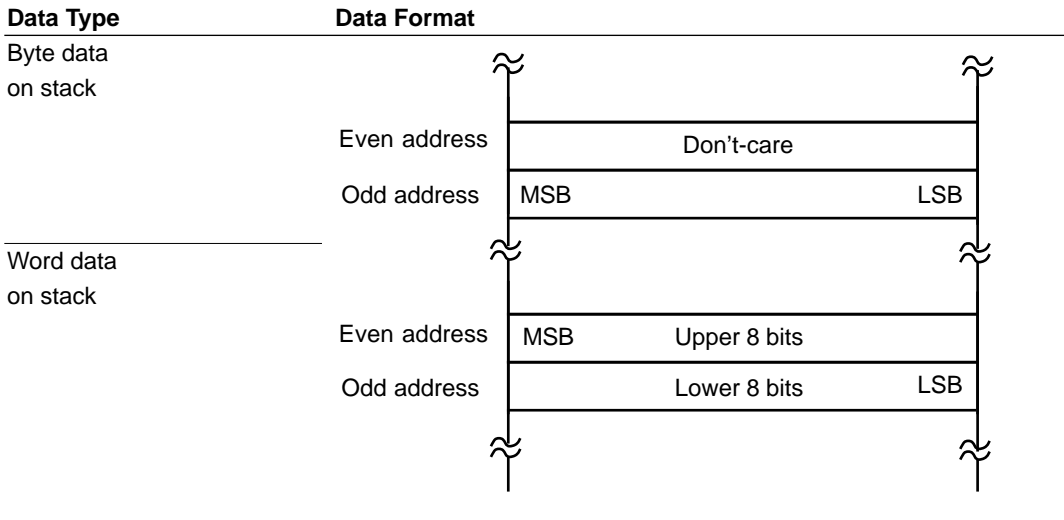 Data Type Data Format
Byte data
on stack
Even address Don't-care
Odd address MSB LSB
Word data
on stack
Even address MSB Upper 8 bits
Odd address Lower 8 bits LSB